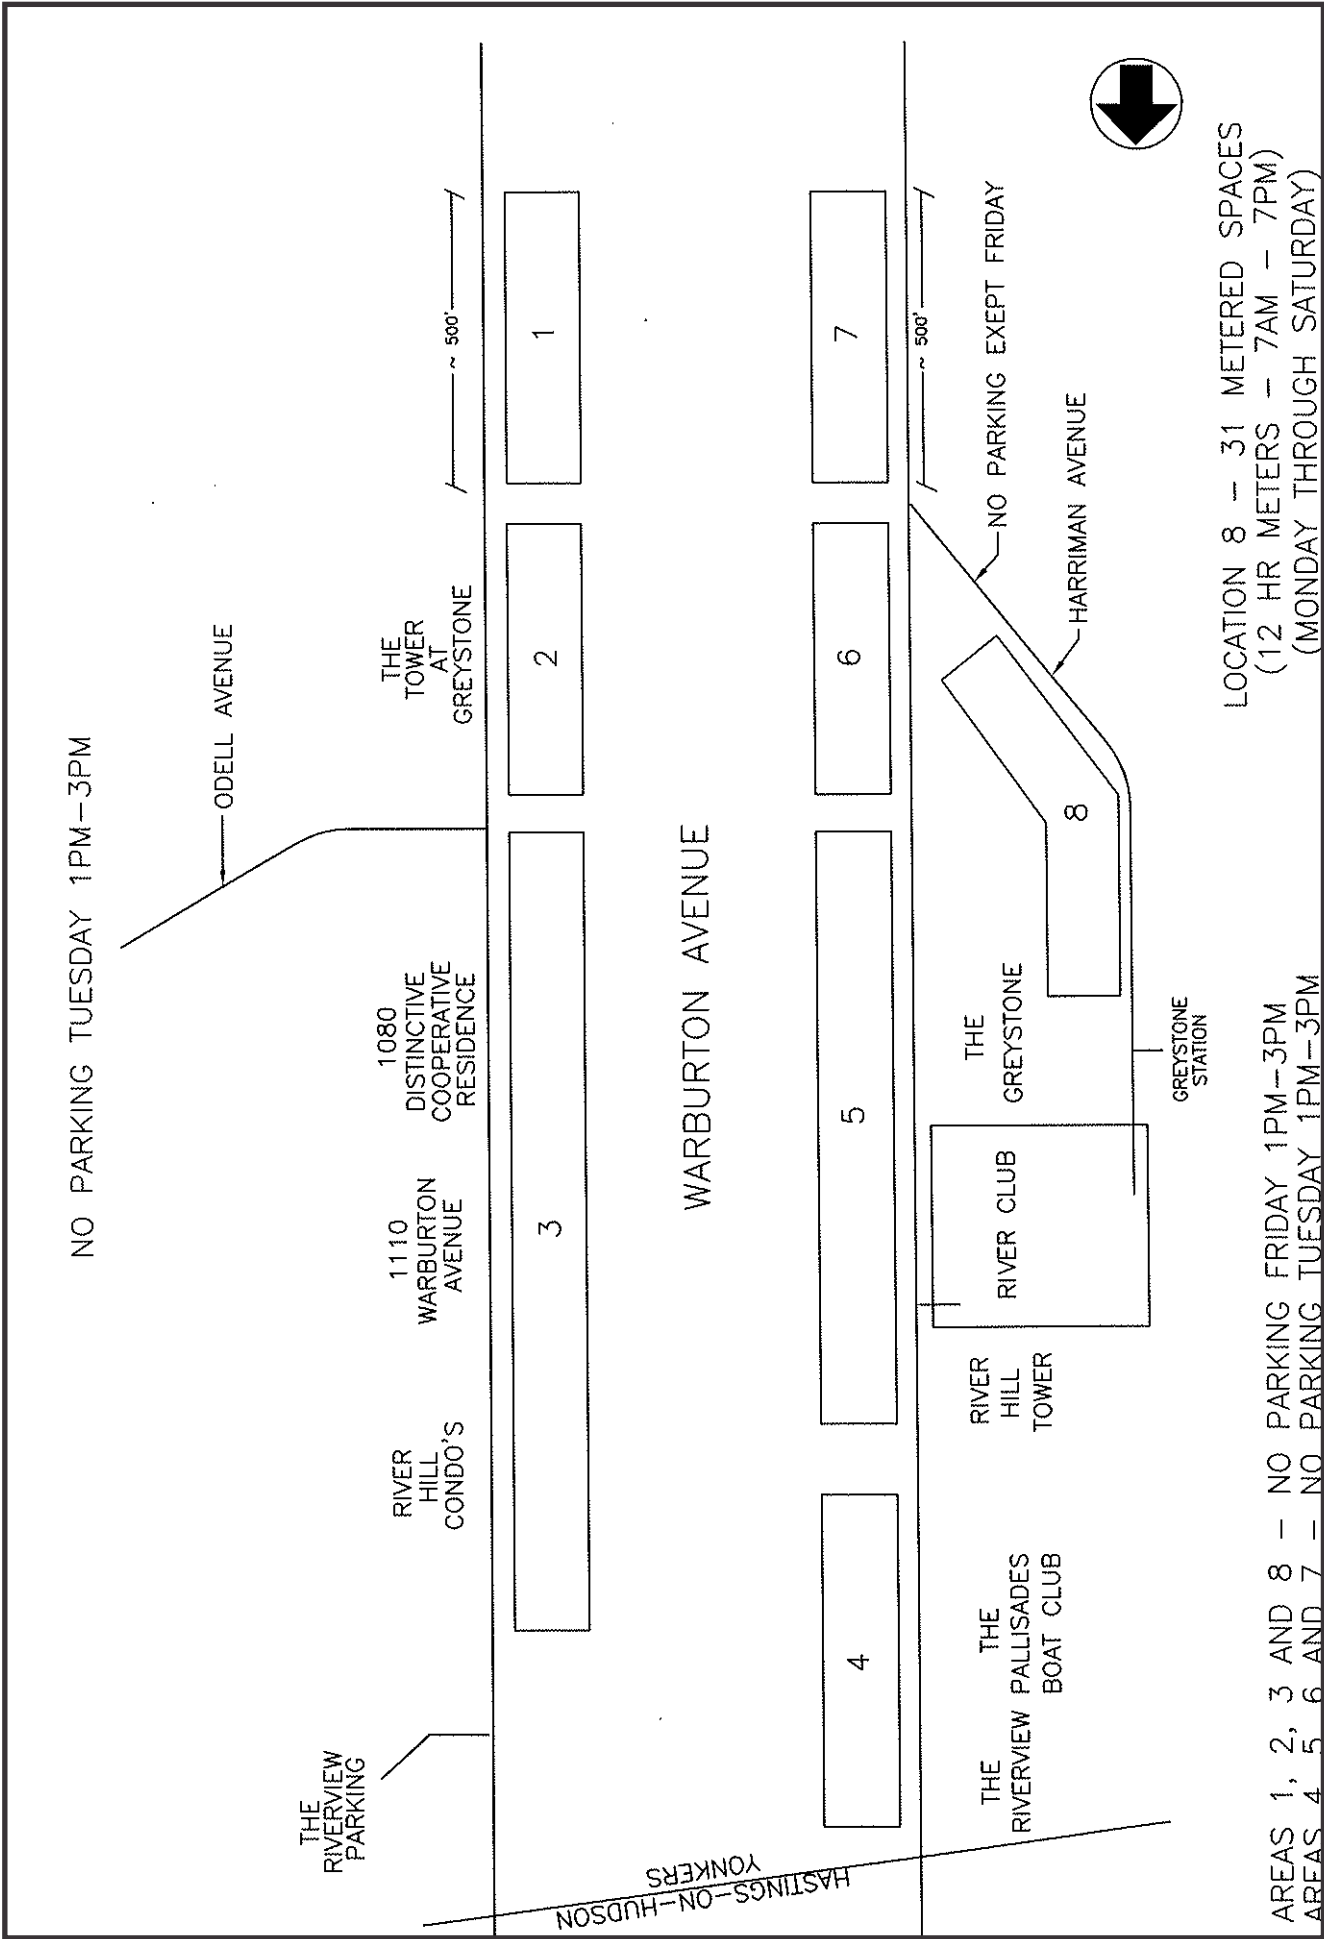 NO PARKING TUESDAY 1PM-3PM
ODELL AVENUE
THE
RIVERVIEW
PARKING
RIVER
HILL
CONDO'S
1110
WARBURTON
AVENUE
1080
DISTINCTIVE
COOPERATIVE
RESIDENCE
THE
TOWER
AT
GREYSTONE
~ 500'
3
2
1
WARBURTON AVENUE
HASTINGS-ON-HUDSON
YONKERS
4
5
6
7
~ 500'
THE
RIVERVIEW
THE
PALLISADES
BOAT CLUB
RIVER
HILL
TOWER
RIVER CLUB
THE
GREYSTONE
8
NO PARKING EXEPT FRIDAY
HARRIMAN AVENUE
GREYSTONE
STATION
LOCATION 8 - 31 METERED SPACES
(12 HR METERS - 7AM - 7PM)
(MONDAY THROUGH SATURDAY)
AREAS 1, 2, 3 AND 8 - NO PARKING FRIDAY 1PM-3PM
AREAS 4, 5, 6 AND 7 - NO PARKING TUESDAY 1PM-3PM